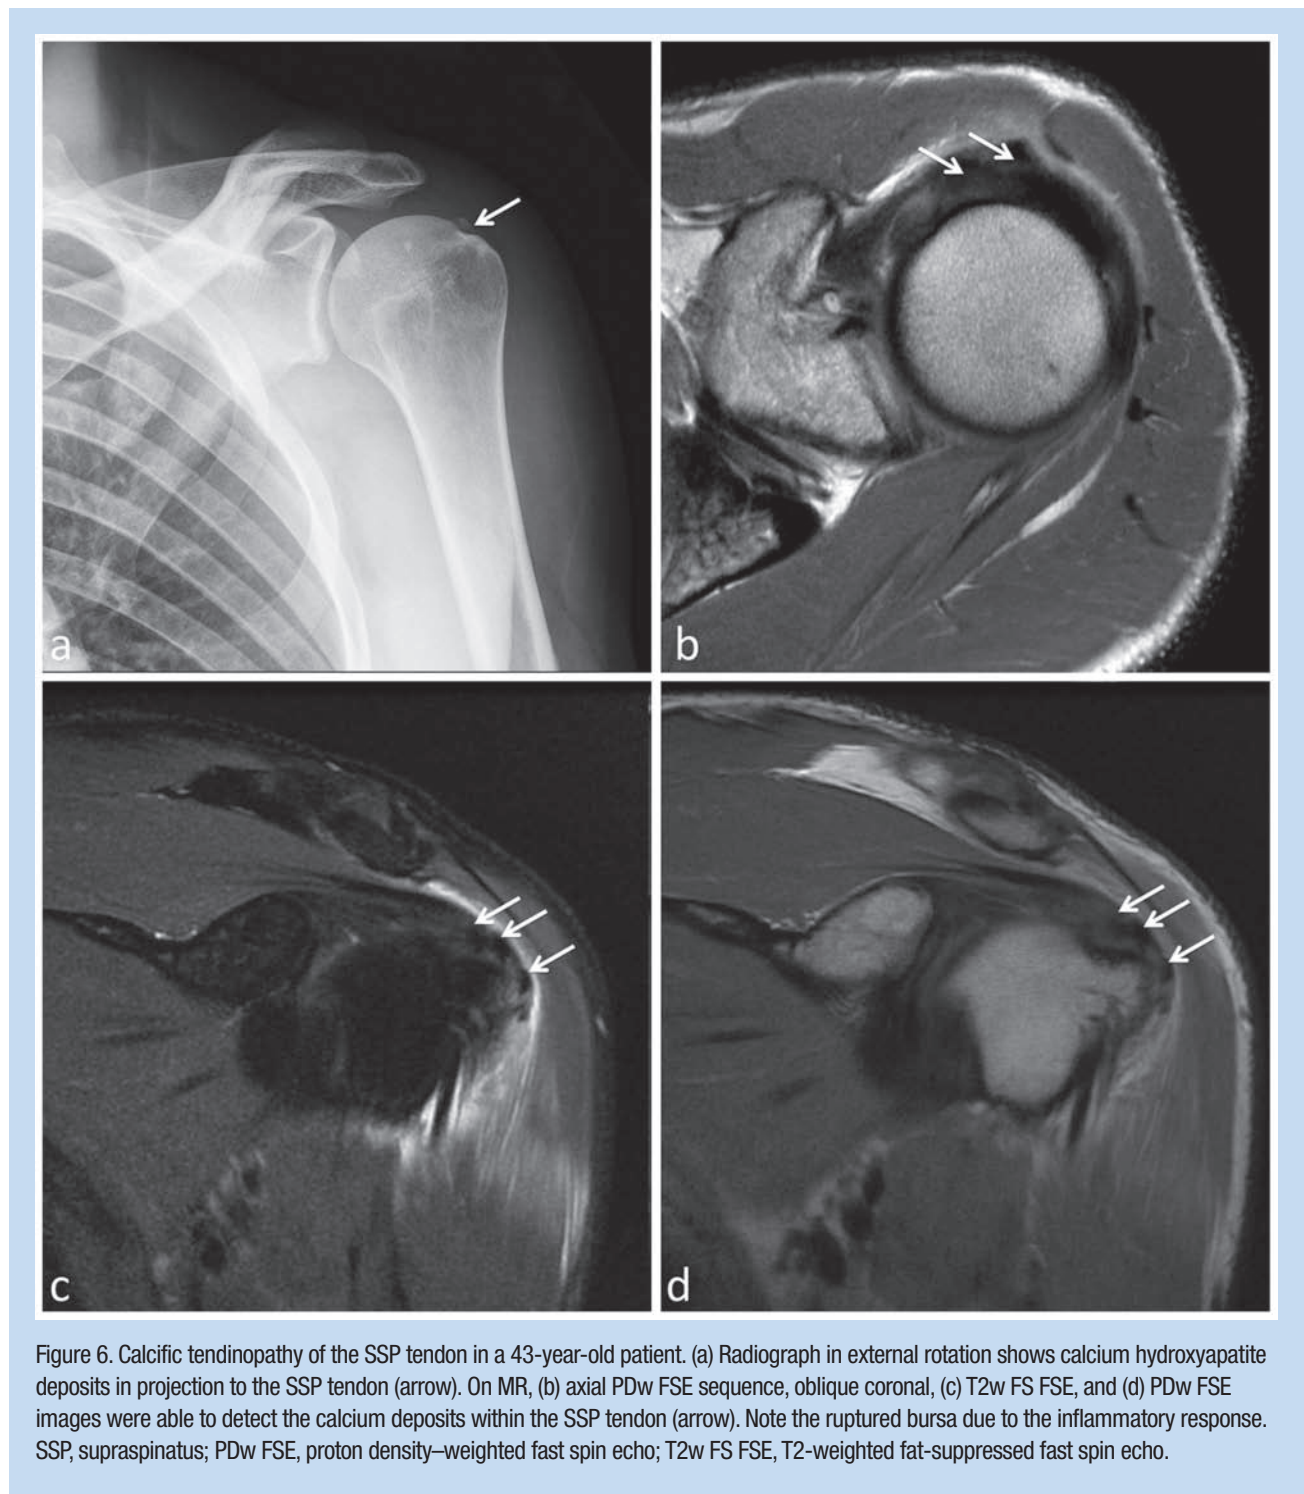 a
b
c
d
Figure 6. Calcific tendinopathy of the SSP tendon in a 43-year-old patient. (a) Radiograph in external rotation shows calcium hydroxyapatite
deposits in projection to the SSP tendon (arrow). On MR, (b) axial PDw FSE sequence, oblique coronal, (c) T2w FS FSE, and (d) PDw FSE
images were able to detect the calcium deposits within the SSP tendon (arrow). Note the ruptured bursa due to the inflammatory response.
SSP, supraspinatus; PDw FSE, proton density–weighted fast spin echo; T2w FS FSE, T2-weighted fat-suppressed fast spin echo.